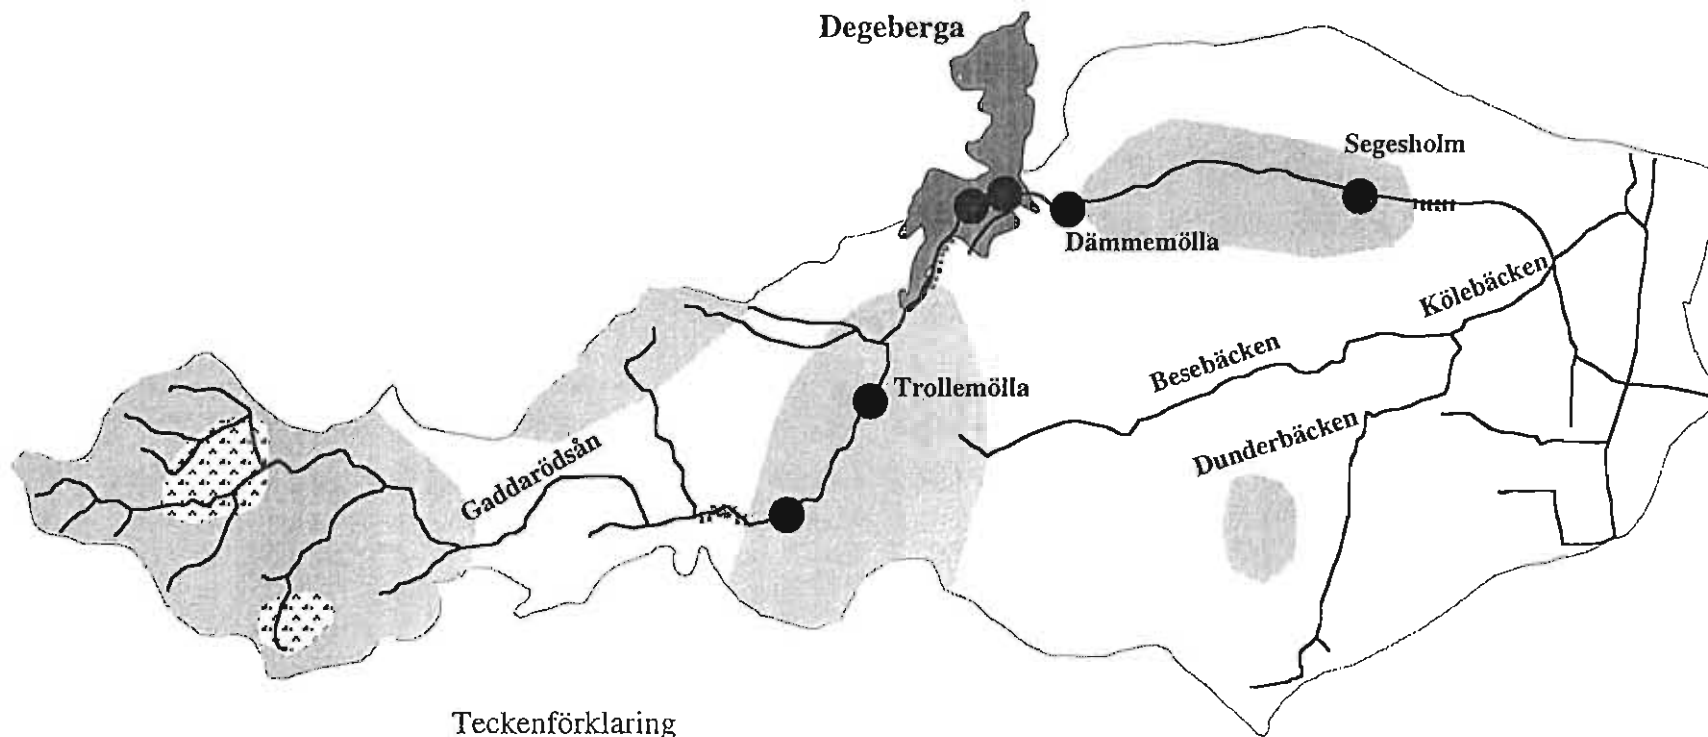 Degeberga
Segesholm
Dämmemölla
Kölebäcken
Besebäcken
Trollemölla
Dunderbäcken
Gaddarödsån
Teckenförklaring